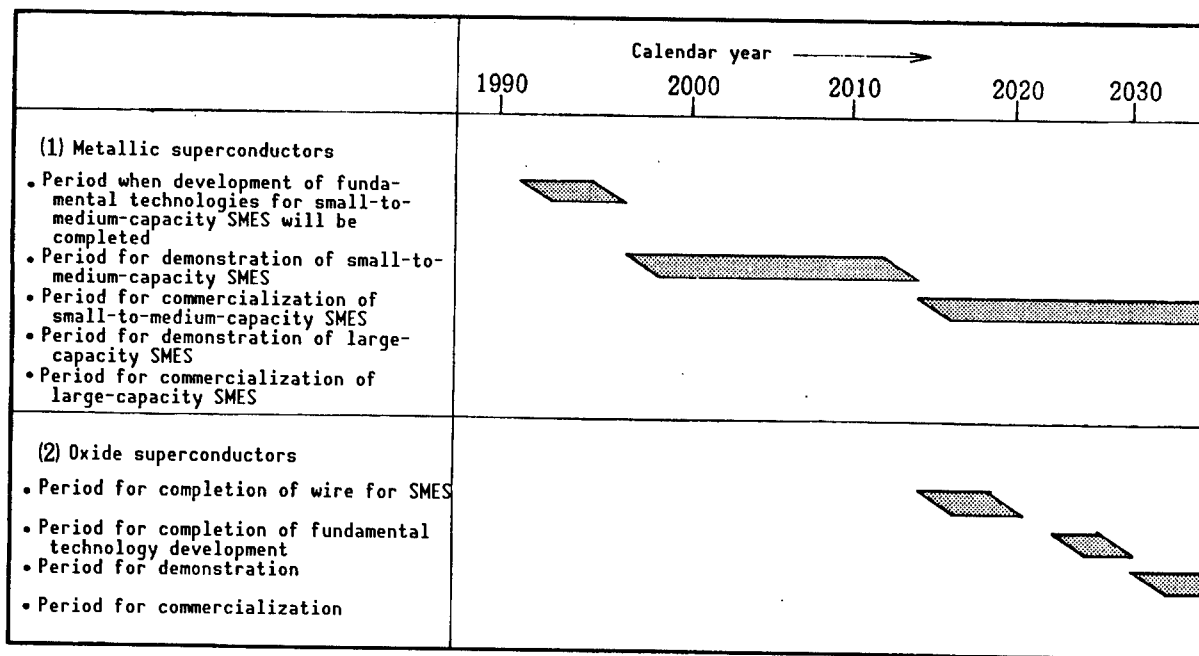 Calendar year
1990 2000 2010 2020 2030
(1) Metallic superconductors
• Period when development of funda-
mental technologies for small-to-
medium-capacity SMES will be
completed
• Period for demonstration of small-to-
medium-capacity SMES
• Period for commercialization of
small-to-medium-capacity SMES
• Period for demonstration of large-
capacity SMES
• Period for commercialization of
large-capacity SMES
(2) Oxide superconductors
• Period for completion of wire for SMES
• Period for completion of fundamental
technology development
• Period for demonstration
• Period for commercialization